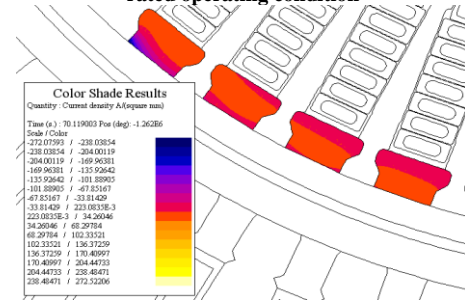 rated operating condition
Color Shade Results
Quantity : Current density A/(square mm)
Time (s.) : 70.119003 Pos (deg): -1.262E6
Scale / Color
-272.07593 / -238.03854
-238.03854 / -204.00119
-204.00119 / -169.96381
-169.96381 / -135.92642
-135.92642 / -101.88905
-101.88905 / -67.85167
-67.85167 / -33.81429
-33.81429 / 223.0835E-3
223.0835E-3 / 34.26046
34.26046 / 68.29784
68.29784 / 102.33521
102.33521 / 136.37259
136.37259 / 170.40997
170.40997 / 204.44733
204.44733 / 238.48471
238.48471 / 272.52206